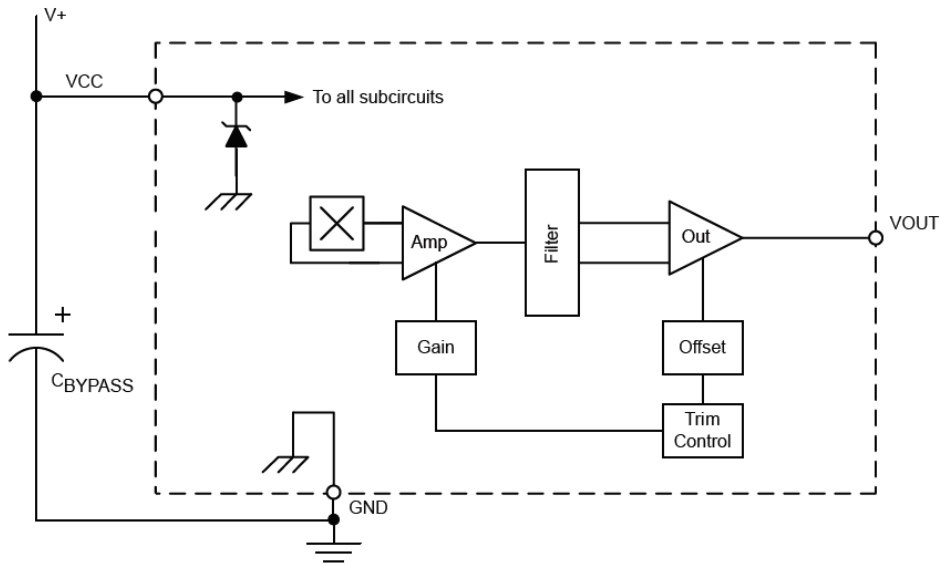 V+
VCC
To all subcircuits
Amp
Filter
Out
VOUT
+
Gain
Offset
CBYPASS
Trim
Control
GND